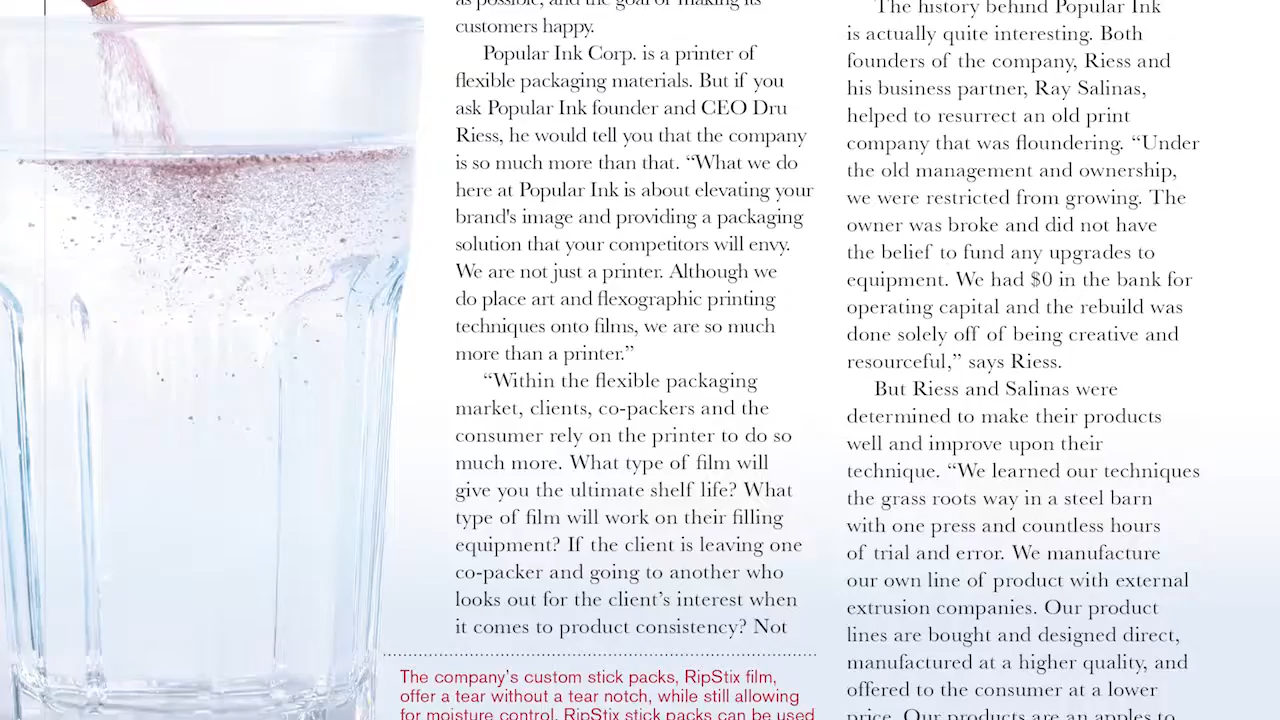 as possible, and the goal of making its
customers happy.
Popular Ink Corp. is a printer of
flexible packaging materials. But if you
ask Popular Ink founder and CEO Dru
Riess, he would tell you that the company
is so much more than that. “What we do
here at Popular Ink is about elevating your
brand's image and providing a packaging
solution that your competitors will envy.
We are not just a printer. Although we
do place art and flexographic printing
techniques onto films, we are so much
more than a printer.”
“Within the flexible packaging
market, clients, co-packers and the
consumer rely on the printer to do so
much more. What type of film will
give you the ultimate shelf life? What
type of film will work on their filling
equipment? If the client is leaving one
co-packer and going to another who
looks out for the client’s interest when
it comes to product consistency? Not
The company’s custom stick packs, RipStix film,
offer a tear without a tear notch, while still allowing
for moisture control. RipStix stick packs can be used
The history behind Popular Ink
is actually quite interesting. Both
founders of the company, Riess and
his business partner, Ray Salinas,
helped to resurrect an old print
company that was floundering. “Under
the old management and ownership,
we were restricted from growing. The
owner was broke and did not have
the belief to fund any upgrades to
equipment. We had $0 in the bank for
operating capital and the rebuild was
done solely off of being creative and
resourceful,” says Riess.
But Riess and Salinas were
determined to make their products
well and improve upon their
technique. “We learned our techniques
the grass roots way in a steel barn
with one press and countless hours
of trial and error. We manufacture
our own line of product with external
extrusion companies. Our product
lines are bought and designed direct,
manufactured at a higher quality, and
offered to the consumer at a lower
price. Our products are an apples to